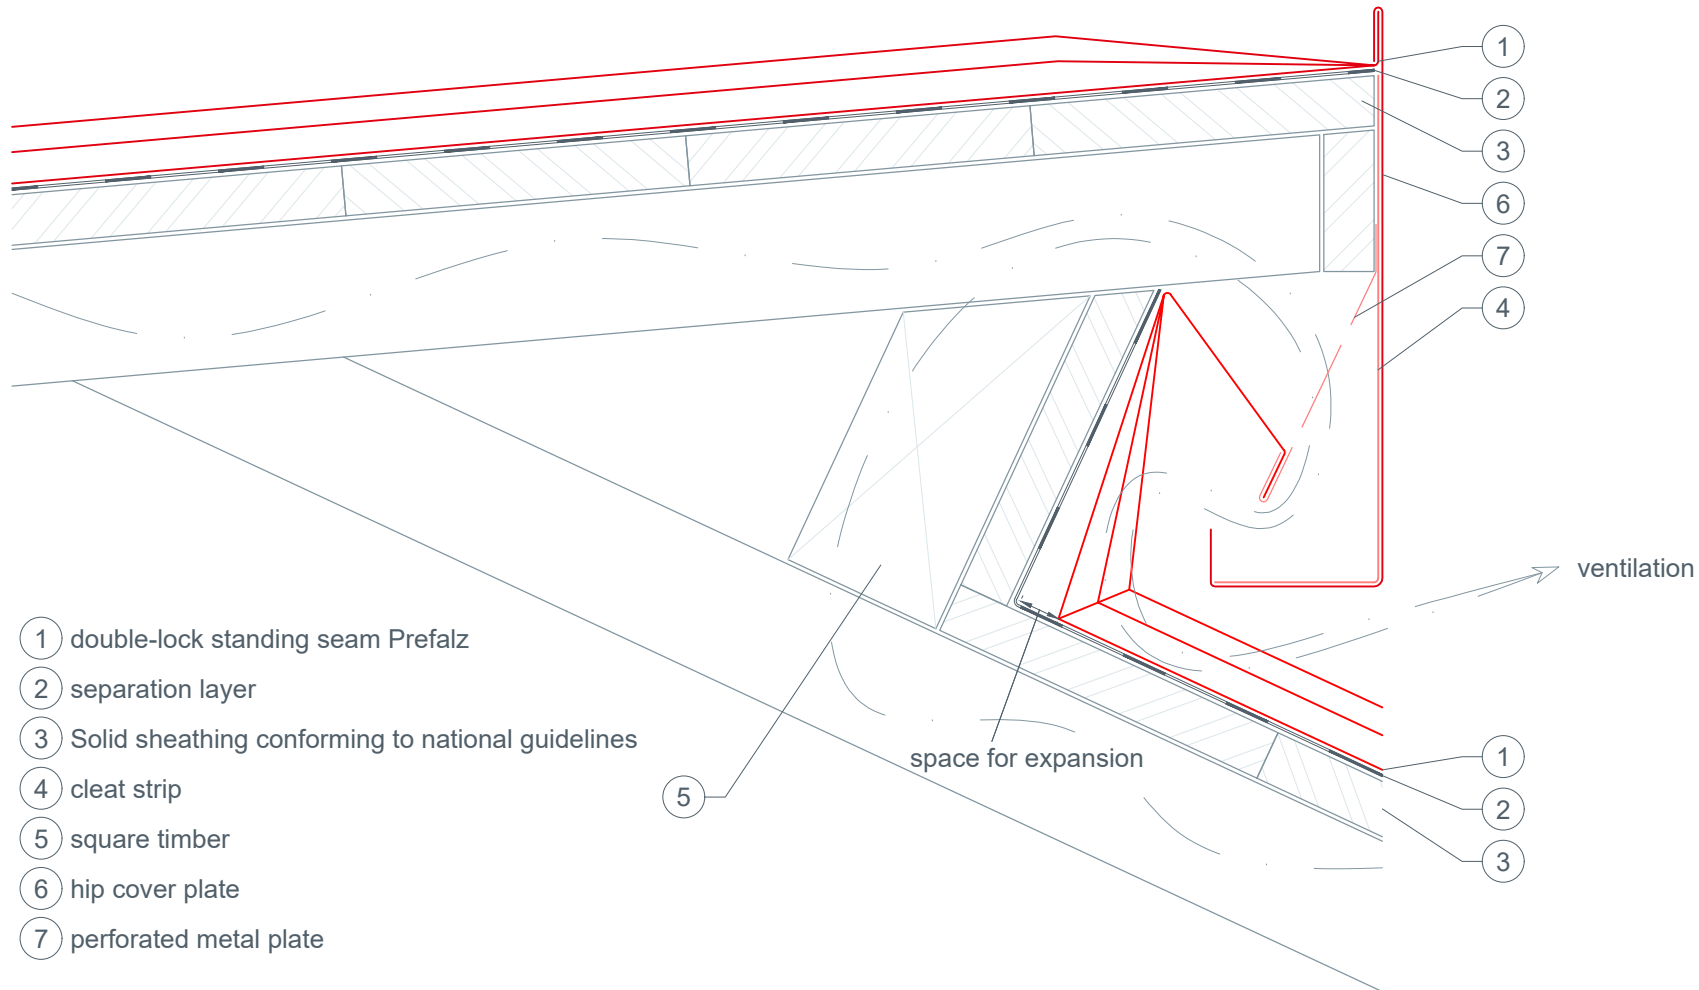 1
2
3
6
7
4
ventilation
1 double-lock standing seam Prefalz
2 separation layer
3 Solid sheathing conforming to national guidelines
4 cleat strip
5 square timber
6 hip cover plate
7 perforated metal plate
5
space for expansion
1
2
3